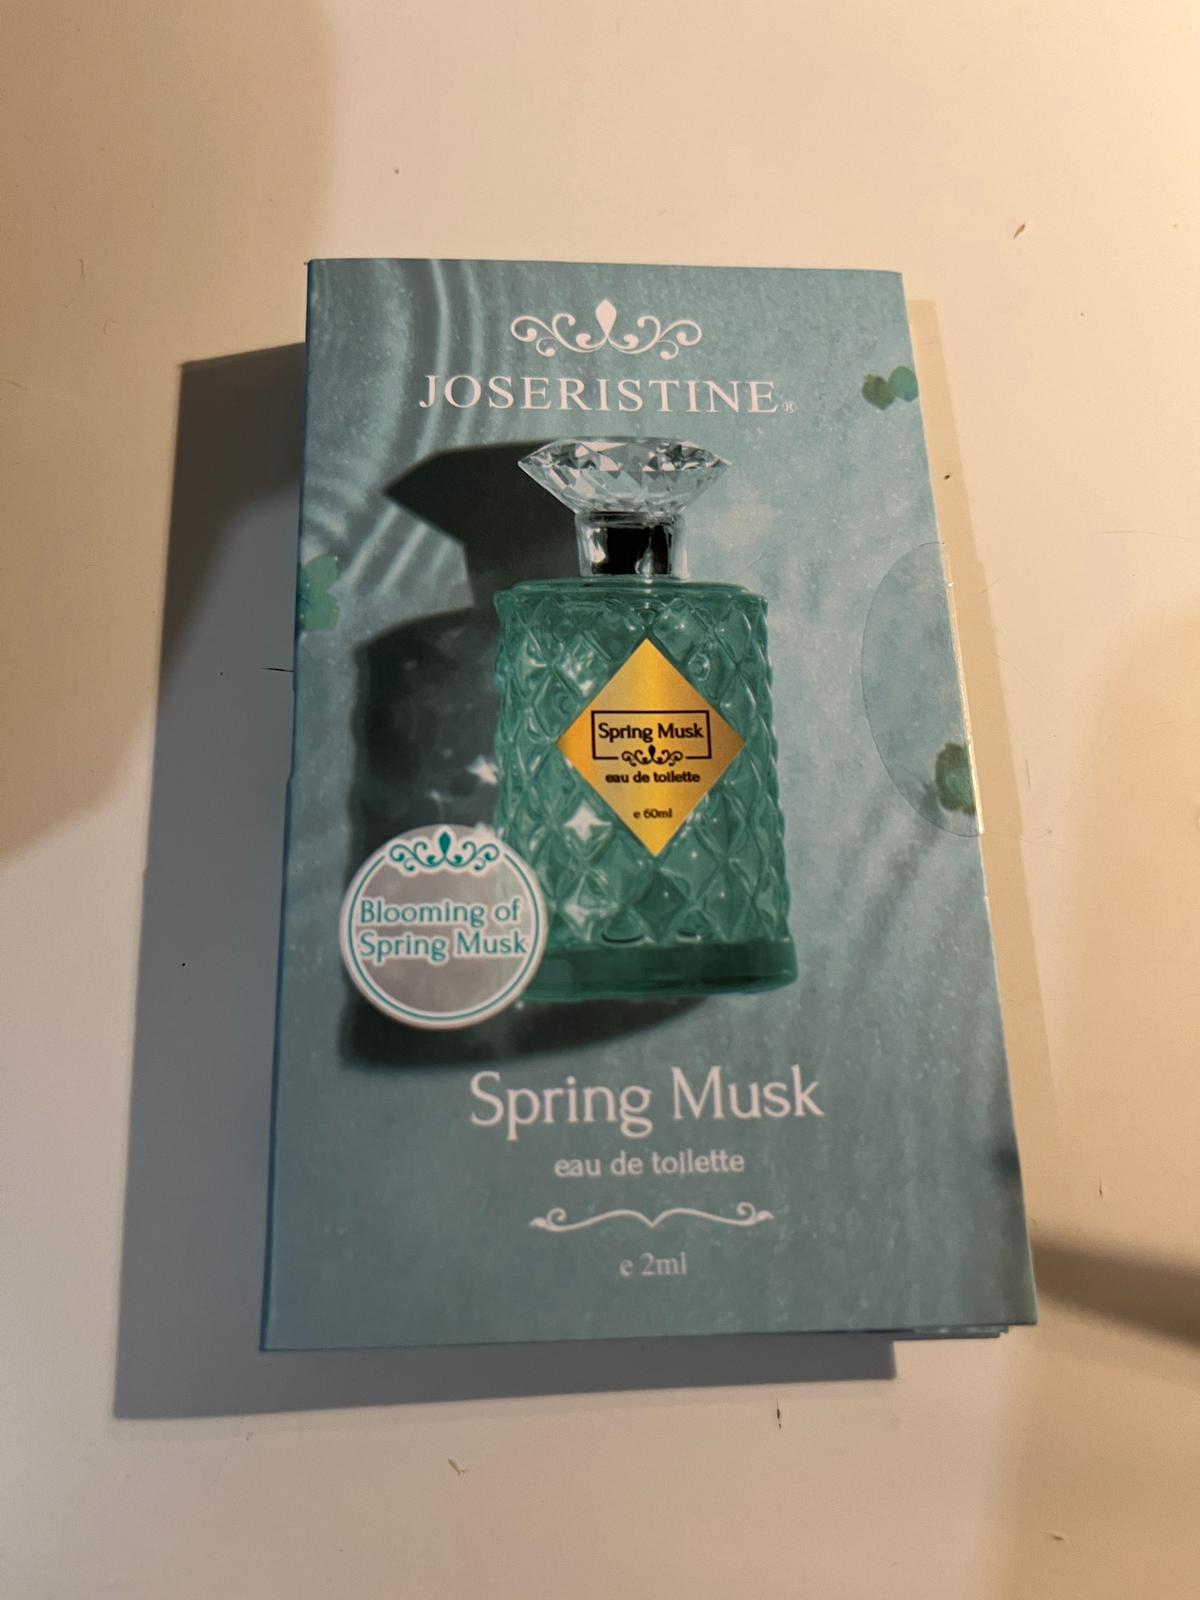 JOSERISTINE®
Spring Musk
eau de toilette
e 60ml
Blooming of
Spring Musk
Spring Musk
eau de toilette
e 2ml